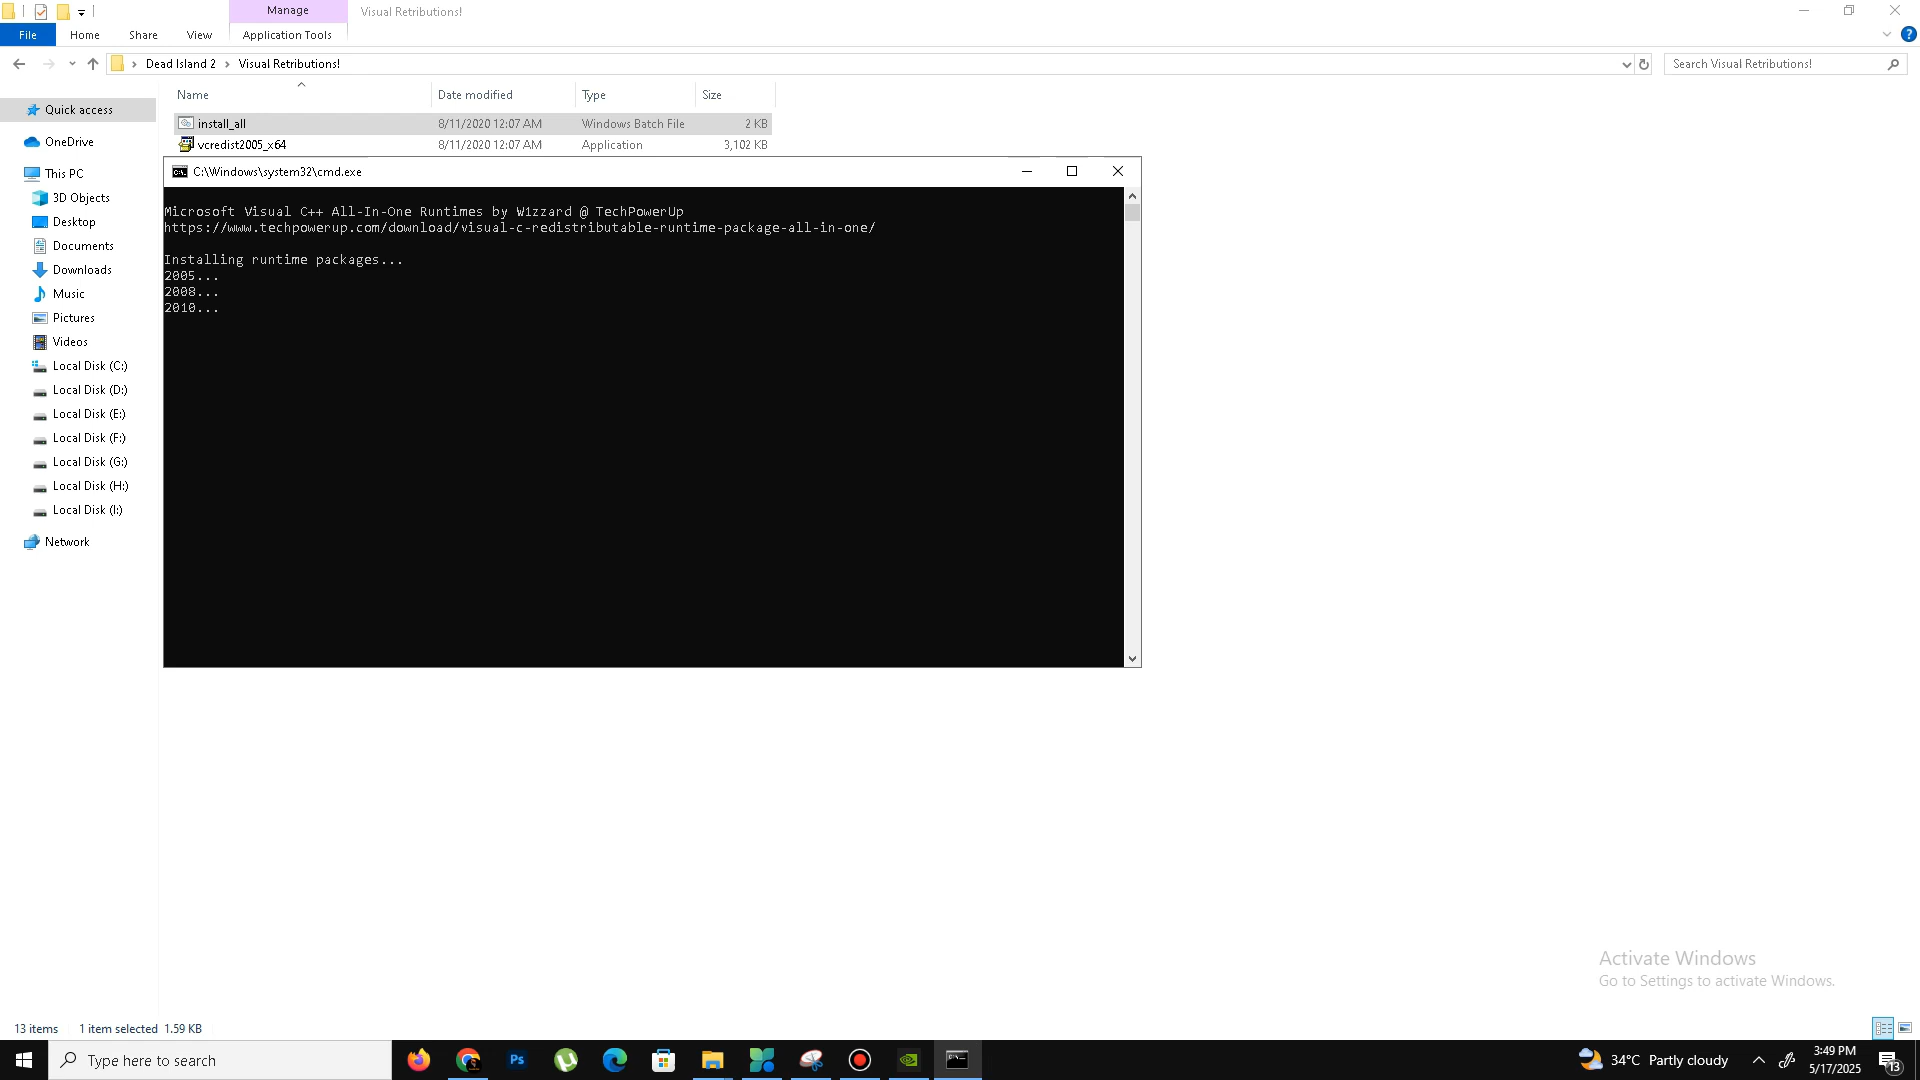 Manage
Visual Retributions!
File
Home
Share
View
Application Tools
Dead Island 2
Visual Retributions!
Search Visual Retributions!
Name
Date modified
Type
Size
Quick access
OneDrive
This PC
3D Objects
Desktop
Documents
Downloads
Music
Pictures
Videos
Local Disk (C:)
Local Disk (D:)
Local Disk (E:)
Local Disk (F:)
Local Disk (G:)
Local Disk (H:)
Local Disk (I:)
Network
install_all 8/11/2020 12:07 AM Windows Batch File 2 KB
vcredist2005_x64 8/11/2020 12:07 AM Application 3,102 KB
C:\Windows\system32\cmd.exe
Microsoft Visual C++ All-In-One Runtimes by W1zzard @ TechPowerUp
https://www.techpowerup.com/download/visual-c-redistributable-runtime-package-all-in-one/
Installing runtime packages...
2005...
2008...
2010...
Activate Windows
Go to Settings to activate Windows.
13 items 1 item selected 1.59 KB
Type here to search
Ps
34°C Partly cloudy
3:49 PM
5/17/2025
13